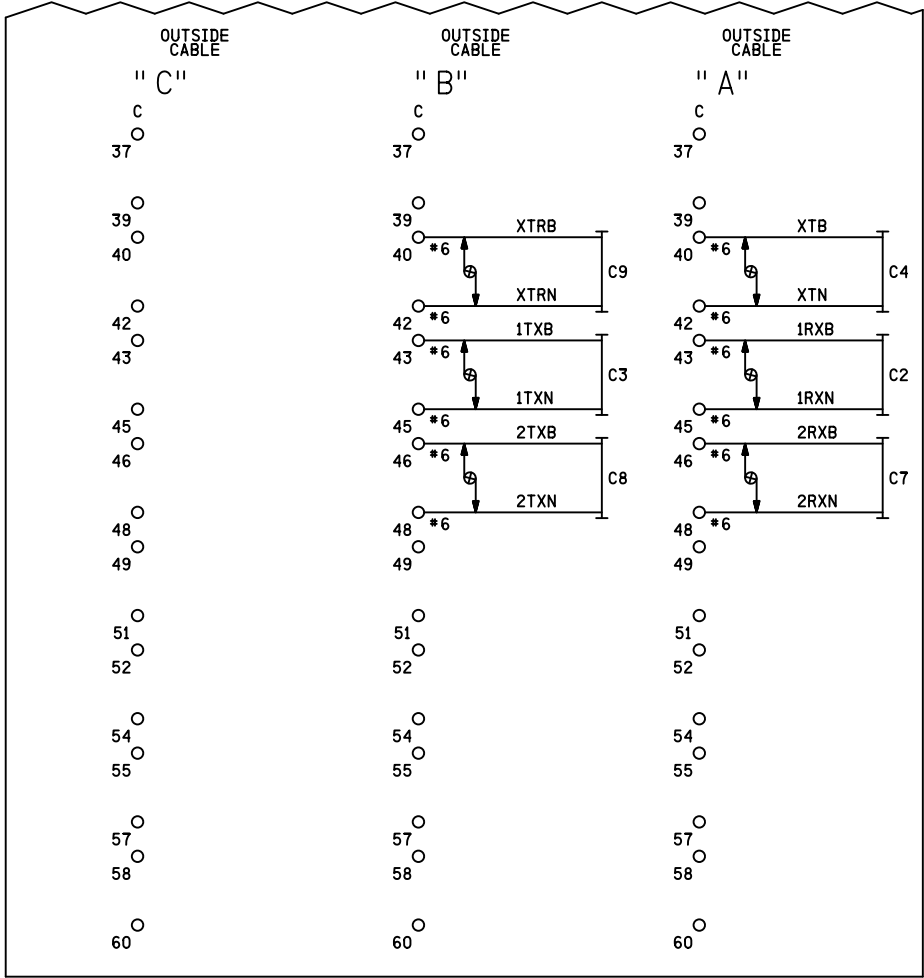 OUTSIDE CABLE OUTSIDE CABLE OUTSIDE CABLE
"C" "B" "A"
C C C
37 37 37
39 39 39
XTRB XTB
40 40 #6 40 #6
C9 C4
XTRN XTN
42 42 #6 42 #6
1TXB 1RXB
43 43 #6 43 #6
C3 C2
1TXN 1RXN
45 45 #6 45 #6
2TXB 2RXB
46 46 #6 46 #6
C8 C7
2TXN 2RXN
48 48 #6 48 #6
49 49 49
51 51 51
52 52 52
54 54 54
55 55 55
57 57 57
58 58 58
60 60 60